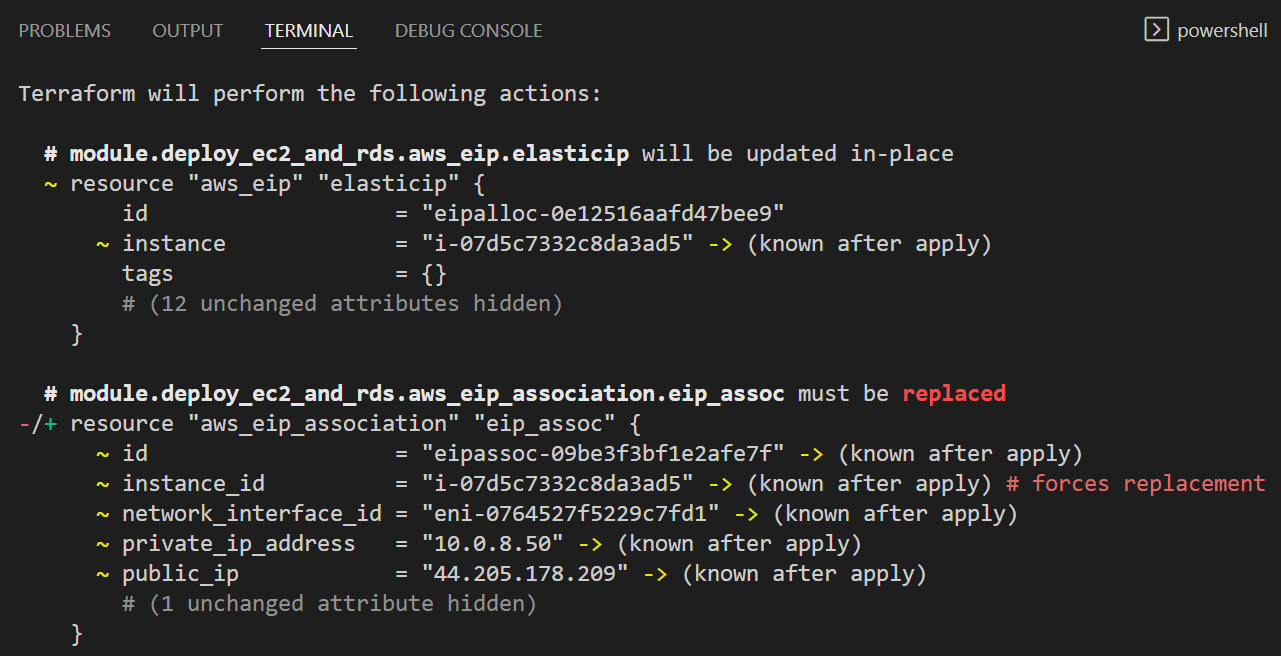 PROBLEMS OUTPUT TERMINAL DEBUG CONSOLE powershell
Terraform will perform the following actions:
# module.deploy_ec2_and_rds.aws_eip.elasticip will be updated in-place
~ resource "aws_eip" "elasticip" {
id = "eipalloc-0e12516aafd47bee9"
~ instance = "i-07d5c7332c8da3ad5" -> (known after apply)
tags = {}
# (12 unchanged attributes hidden)
}
# module.deploy_ec2_and_rds.aws_eip_association.eip_assoc must be replaced
-/+ resource "aws_eip_association" "eip_assoc" {
~ id = "eipassoc-09be3f3bf1e2afe7f" -> (known after apply)
~ instance_id = "i-07d5c7332c8da3ad5" -> (known after apply) # forces replacement
~ network_interface_id = "eni-0764527f5229c7fd1" -> (known after apply)
~ private_ip_address = "10.0.8.50" -> (known after apply)
~ public_ip = "44.205.178.209" -> (known after apply)
# (1 unchanged attribute hidden)
}